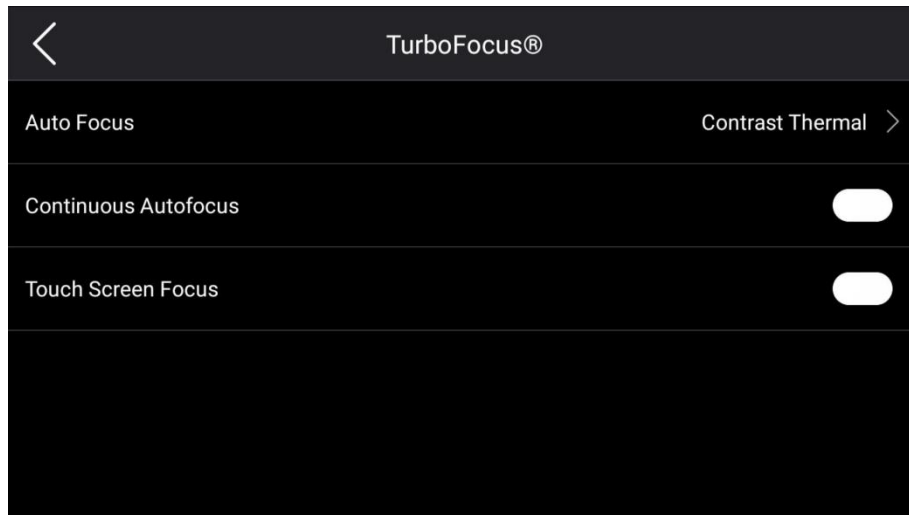 TurboFocus®
Auto Focus
Contrast Thermal
Continuous Autofocus
Touch Screen Focus